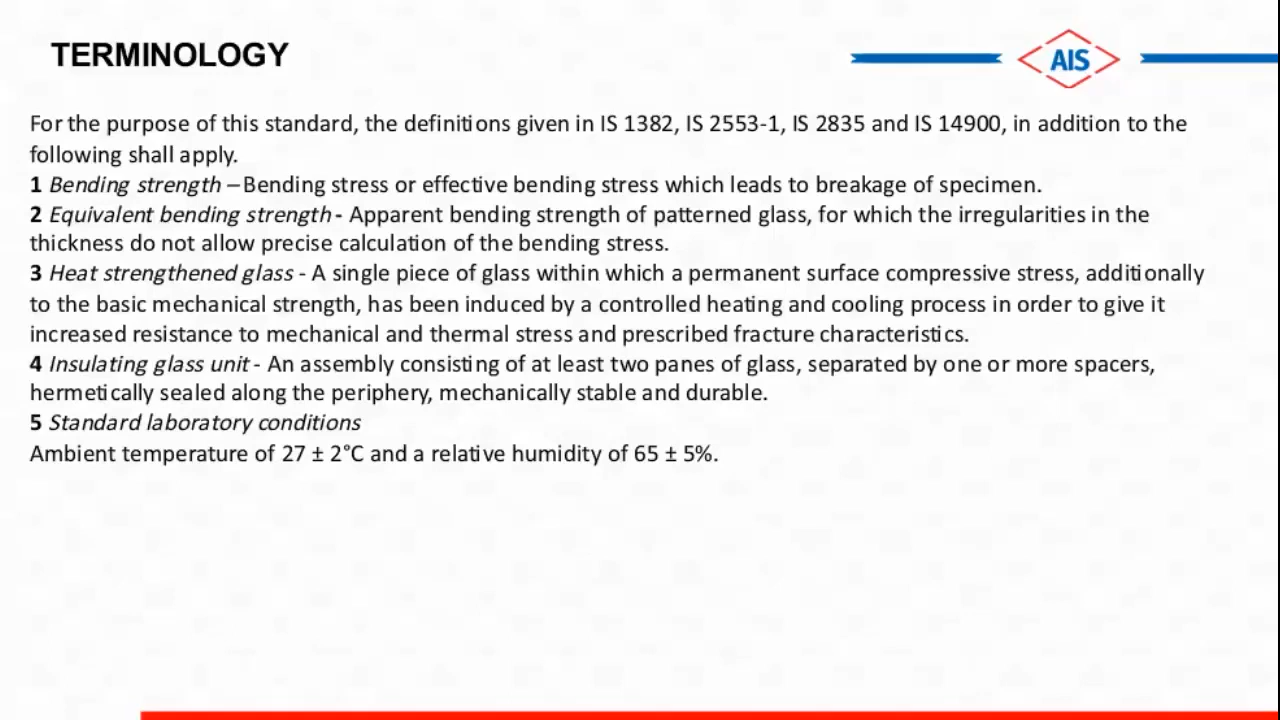 TERMINOLOGY
AIS
For the purpose of this standard, the definitions given in IS 1382, IS 2553-1, IS 2835 and IS 14900, in addition to the
following shall apply.
1 Bending strength – Bending stress or effective bending stress which leads to breakage of specimen.
2 Equivalent bending strength - Apparent bending strength of patterned glass, for which the irregularities in the
thickness do not allow precise calculation of the bending stress.
3 Heat strengthened glass - A single piece of glass within which a permanent surface compressive stress, additionally
to the basic mechanical strength, has been induced by a controlled heating and cooling process in order to give it
increased resistance to mechanical and thermal stress and prescribed fracture characteristics.
4 Insulating glass unit - An assembly consisting of at least two panes of glass, separated by one or more spacers,
hermetically sealed along the periphery, mechanically stable and durable.
5 Standard laboratory conditions
Ambient temperature of 27 ± 2°C and a relative humidity of 65 ± 5%.